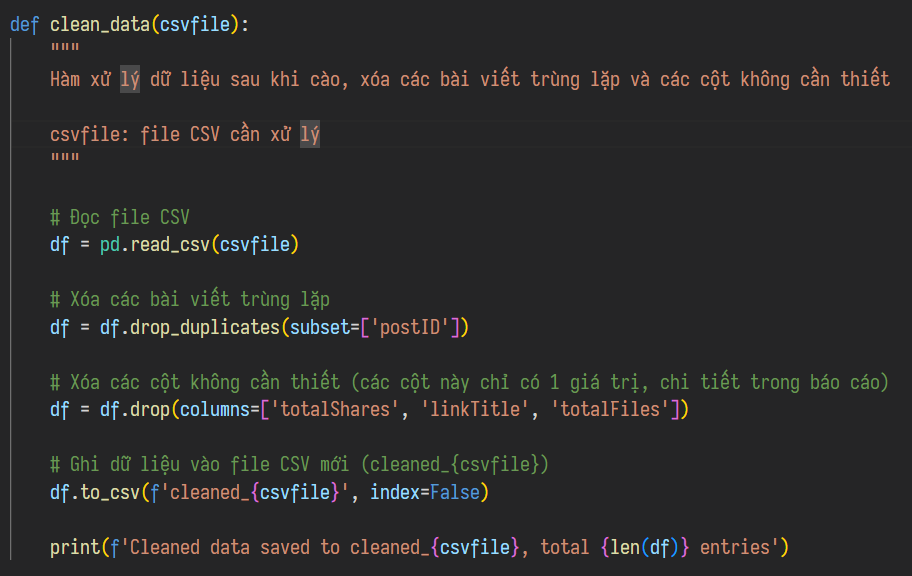 def clean_data(csvfile):
    """
    Hàm xử lý dữ liệu sau khi cào, xóa các bài viết trùng lặp và các cột không cần thiết
    csvfile: file CSV cần xử lý
    """
    # Đọc file CSV
    df = pd.read_csv(csvfile)
    # Xóa các bài viết trùng lặp
    df = df.drop_duplicates(subset=['postID'])
    # Xóa các cột không cần thiết (các cột này chỉ có 1 giá trị, chi tiết trong báo cáo)
    df = df.drop(columns=['totalShares', 'linkTitle', 'totalFiles'])
    # Ghi dữ liệu vào file CSV mới (cleaned_{csvfile})
    df.to_csv(f'cleaned_{csvfile}', index=False)
    print(f'Cleaned data saved to cleaned_{csvfile}, total {len(df)} entries')